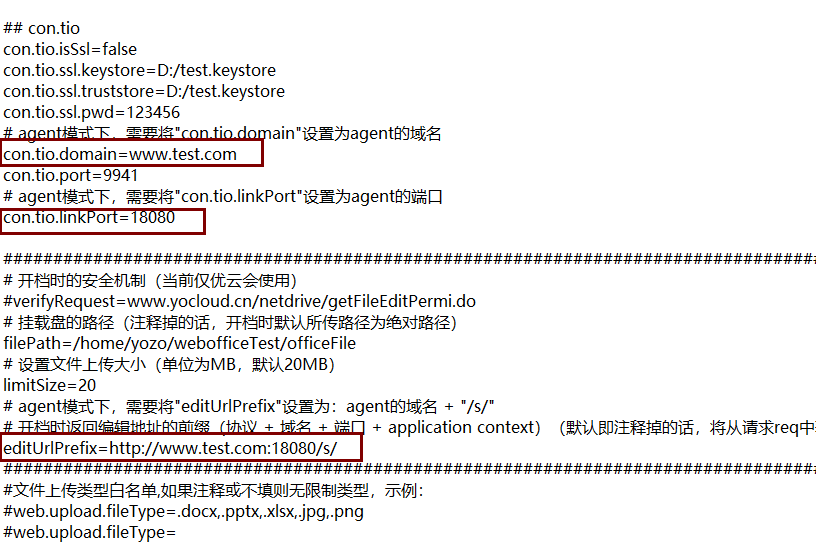 ## con.tio
con.tio.isSsl=false
con.tio.ssl.keystore=D:/test.keystore
con.tio.ssl.truststore=D:/test.keystore
con.tio.ssl.pwd=123456
# agent模式下，需要将"con.tio.domain"设置为agent的域名
con.tio.domain=www.test.com
con.tio.port=9941
# agent模式下，需要将"con.tio.linkPort"设置为agent的端口
con.tio.linkPort=18080
################################################################################
# 开档时的安全机制（当前仅优云会使用）
#verifyRequest=www.yocloud.cn/netdrive/getFileEditPermi.do
# 挂载盘的路径（注释掉的话，开档时默认所传路径为绝对路径）
filePath=/home/yozo/webofficeTest/officeFile
# 设置文件上传大小（单位为MB，默认20MB）
limitSize=20
# agent模式下，需要将"editUrlPrefix"设置为：agent的域名 + "/s/"
# 开档时返回编辑地址的前缀（协议 + 域名 + 端口 + application context）（默认即注释掉的话，将从请求req中
editUrlPrefix=http://www.test.com:18080/s/
################################################################################
#文件上传类型白名单,如果注释或不填则无限制类型，示例：
#web.upload.fileType=.docx,.pptx,.xlsx,.jpg,.png
#web.upload.fileType=